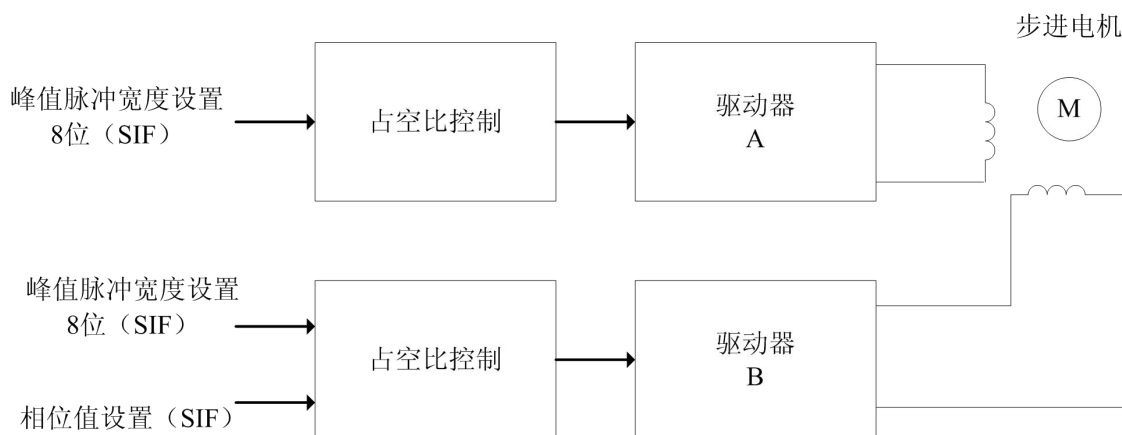 步进电机
峰值脉冲宽度设置
8位（SIF）
占空比控制
驱动器
A
M
峰值脉冲宽度设置
8位（SIF）
相位值设置（SIF）
占空比控制
驱动器
B